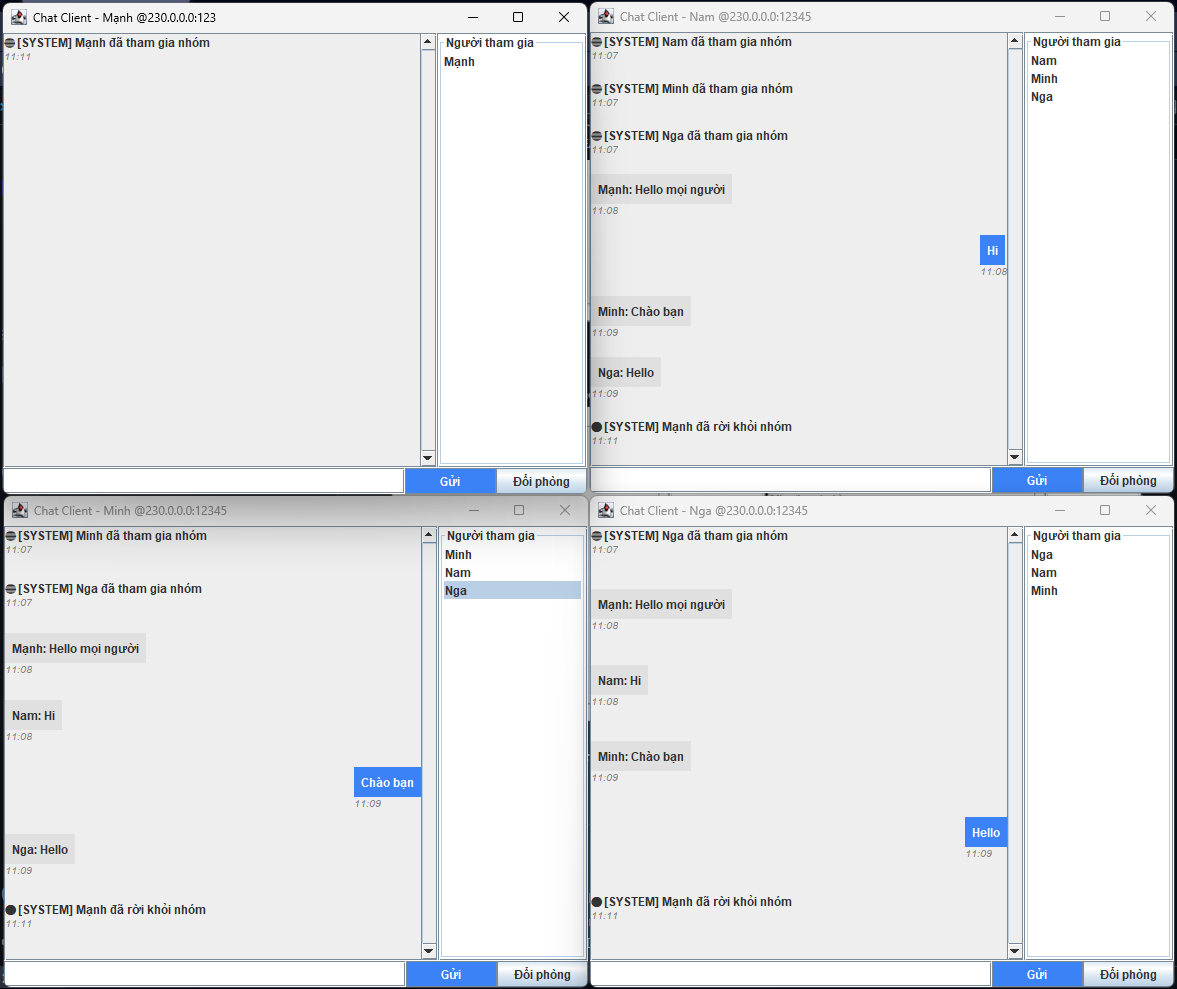 Chat Client - Mạnh @230.0.0.0:123
[SYSTEM] Mạnh đã tham gia nhóm
11:11
Người tham gia
Mạnh
Gửi
Đổi phòng
Chat Client - Nam @230.0.0.0:12345
[SYSTEM] Nam đã tham gia nhóm
11:07
[SYSTEM] Minh đã tham gia nhóm
11:07
[SYSTEM] Nga đã tham gia nhóm
11:07
Mạnh: Hello mọi người
11:08
Hi
11:08
Minh: Chào bạn
11:09
Nga: Hello
11:09
[SYSTEM] Mạnh đã rời khỏi nhóm
11:11
Người tham gia
Nam
Minh
Nga
Gửi
Đổi phòng
Chat Client - Minh @230.0.0.0:12345
[SYSTEM] Minh đã tham gia nhóm
11:07
[SYSTEM] Nga đã tham gia nhóm
11:07
Mạnh: Hello mọi người
11:08
Nam: Hi
11:08
Chào bạn
11:09
Nga: Hello
11:09
[SYSTEM] Mạnh đã rời khỏi nhóm
11:11
Người tham gia
Minh
Nam
Nga
Gửi
Đổi phòng
Chat Client - Nga @230.0.0.0:12345
[SYSTEM] Nga đã tham gia nhóm
11:07
Mạnh: Hello mọi người
11:08
Nam: Hi
11:08
Minh: Chào bạn
11:09
Hello
11:09
[SYSTEM] Mạnh đã rời khỏi nhóm
11:11
Người tham gia
Nga
Nam
Minh
Gửi
Đổi phòng